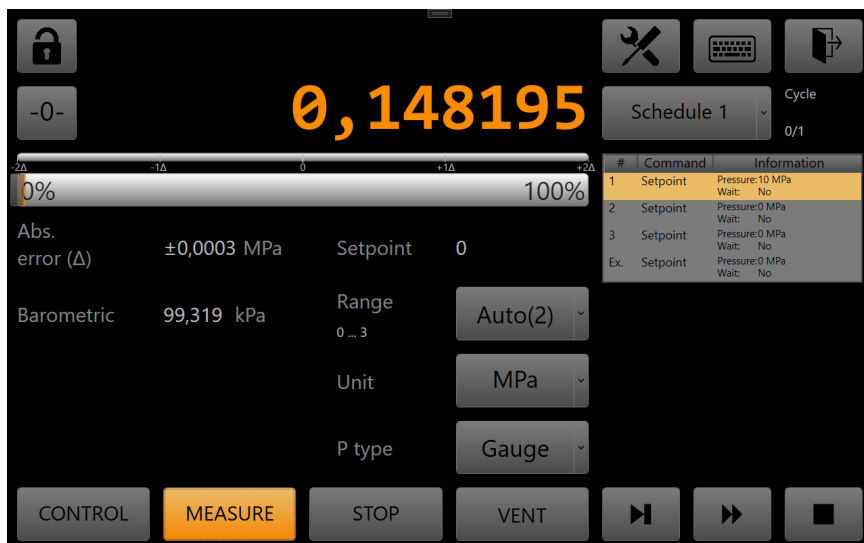 -0-
0,148195
Schedule 1
Cycle
0/1
-2Δ -1Δ 0 +1Δ +2Δ
0% 100%
# Command Information
1 Setpoint Pressure:10 MPa
Wait: No
2 Setpoint Pressure:0 MPa
Wait: No
3 Setpoint Pressure:0 MPa
Wait: No
Ex. Setpoint Pressure:0 MPa
Wait: No
Abs.
error (Δ) ±0,0003 MPa Setpoint 0
Barometric 99,319 kPa Range Auto(2)
0 ... 3
Unit MPa
P type Gauge
CONTROL MEASURE STOP VENT